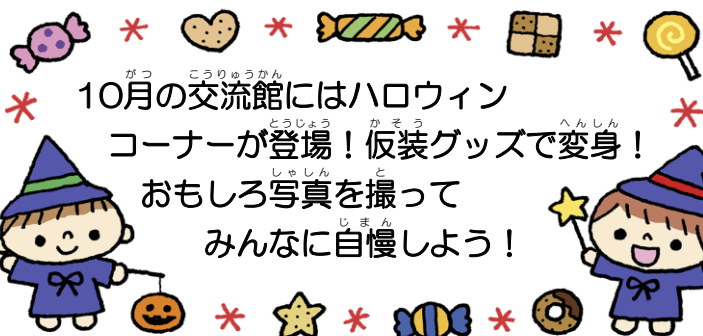 10月の交流館にはハロウィン
コーナーが登場！仮装グッズで変身！
おもしろ写真を撮って
みんなに自慢しよう！